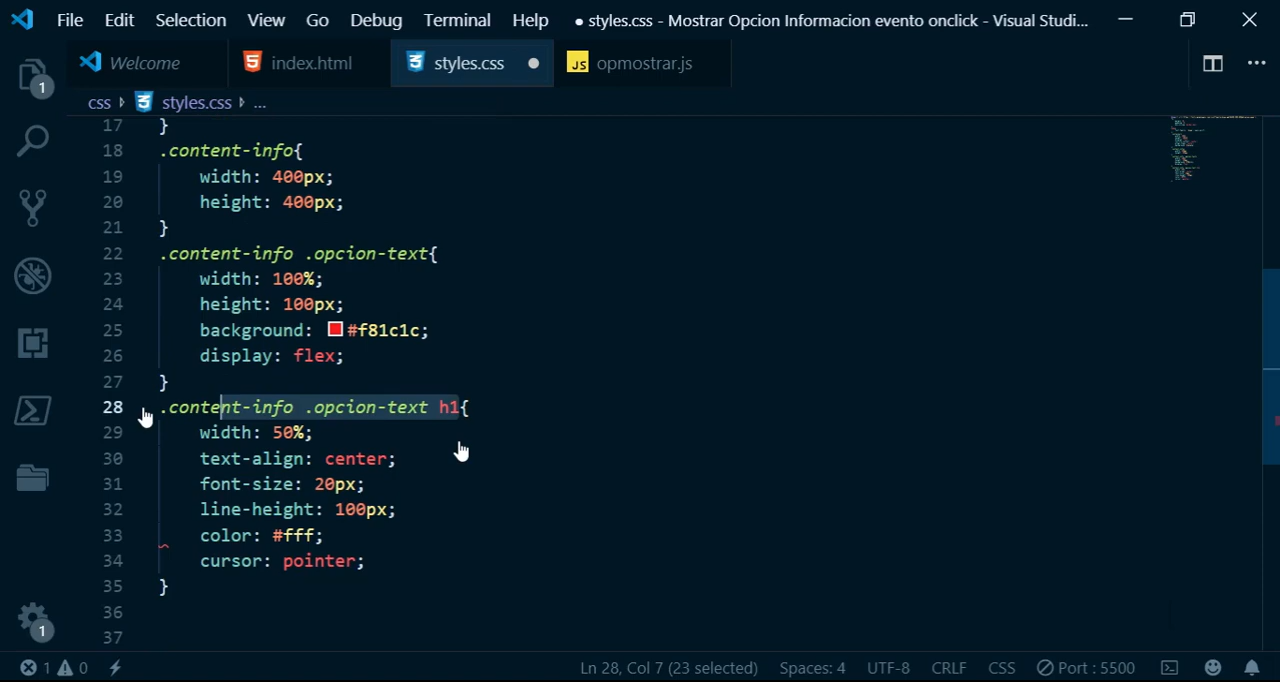 File Edit Selection View Go Debug Terminal Help ● styles.css - Mostrar Opcion Informacion evento onclick - Visual Studi...
Welcome index.html styles.css opmostrar.js
1
css styles.css ...
17 }
18 .content-info{
19 width: 400px;
20 height: 400px;
21 }
22 .content-info .opcion-text{
23 width: 100%;
24 height: 100px;
25 background: #f81c1c;
26 display: flex;
27 }
28 .content-info .opcion-text h1{
29 width: 50%;
30 text-align: center;
31 font-size: 20px;
32 line-height: 100px;
33 color: #fff;
34 cursor: pointer;
35 }
36
37
1
1 0 Ln 28, Col 7 (23 selected) Spaces: 4 UTF-8 CRLF CSS Port : 5500